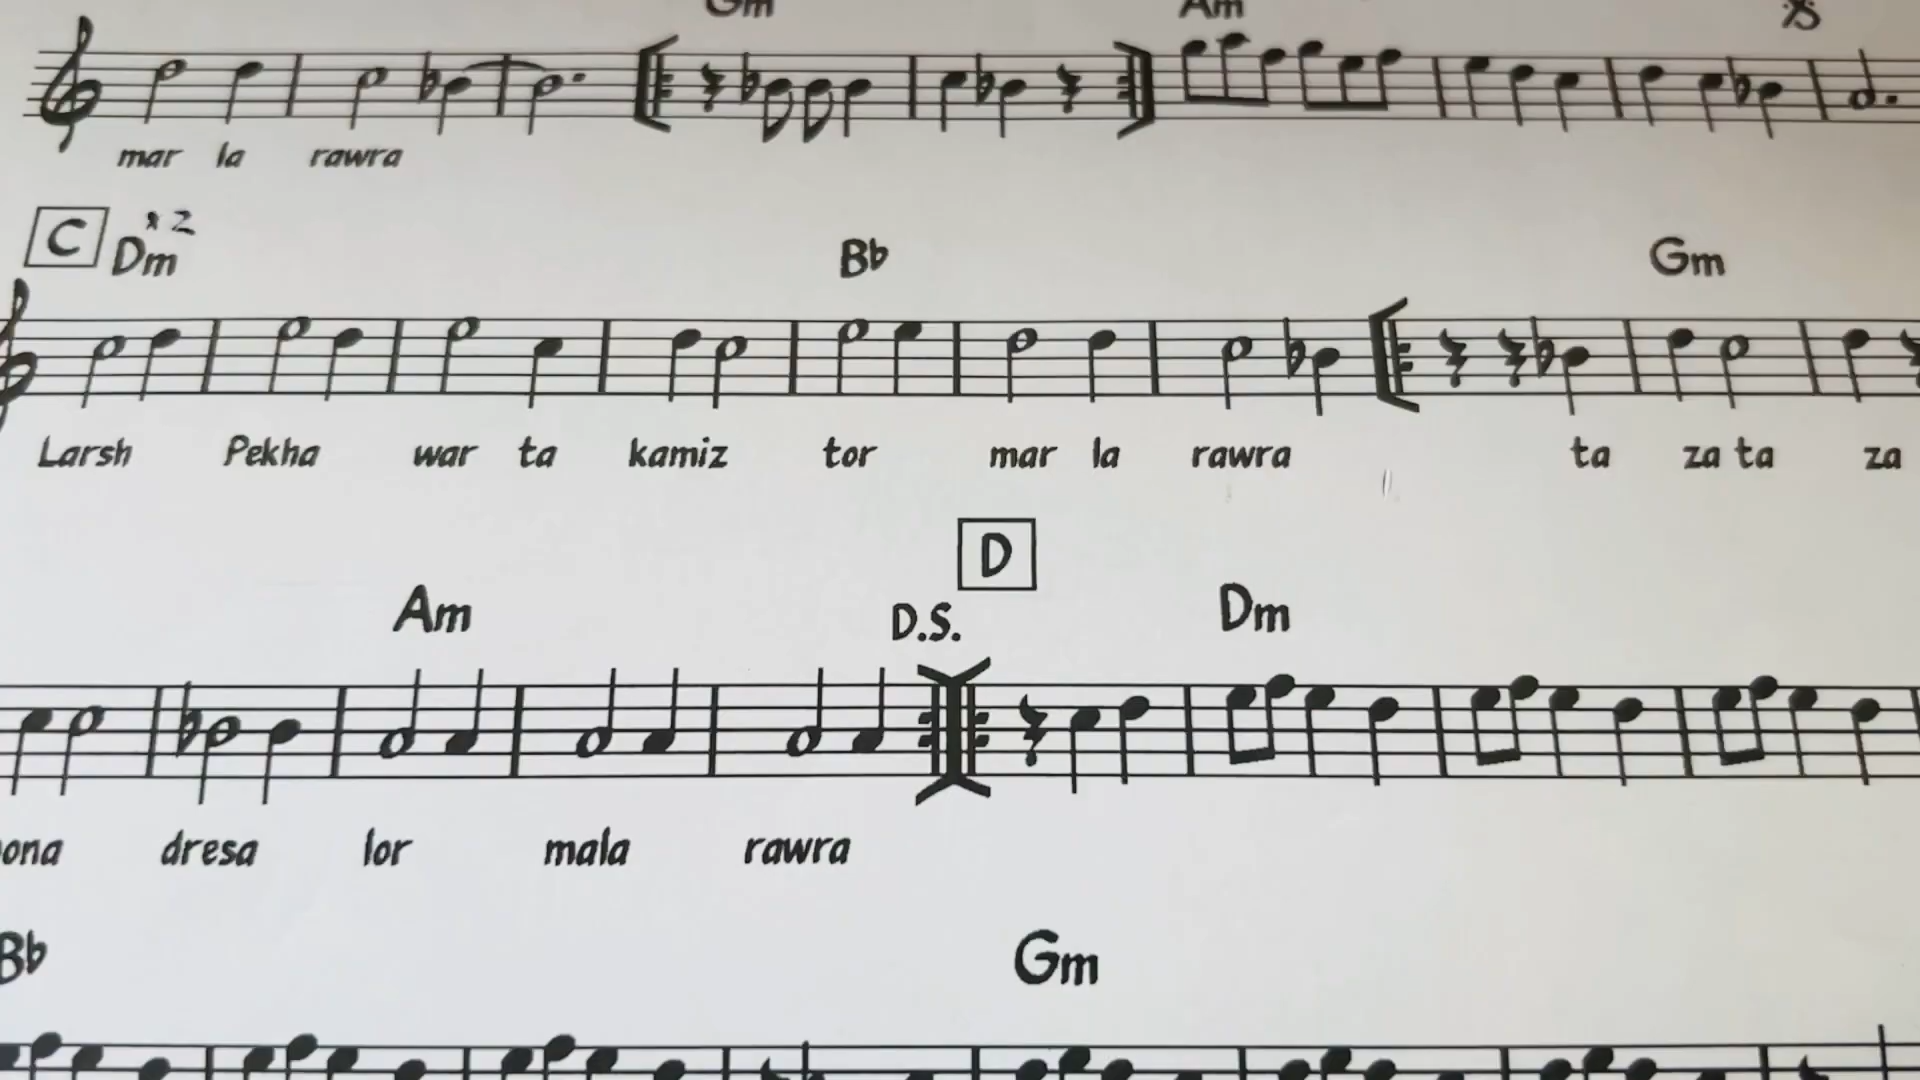 Gm Am
mar la rawra
C Dm x2 Bb Gm
Larsh Pekha war ta kamiz tor mar la rawra ta za ta za
D
Am D.S. Dm
dresa lor mala rawra
Bb Gm